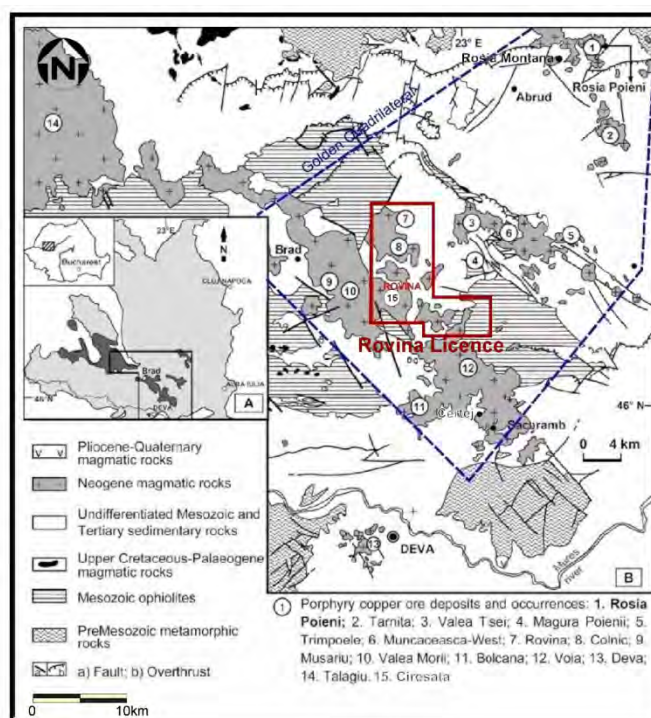 N
23° E
1
Rosia Montana
Rosia Poieni
Abrud
2
14
Golden Quadrilateral
7
3
8
6
5
4
Brad
9
10
ROVINA
15
Rovina Licence
12
11
Certej
Sacaramb
46° N
0 4 km
13
DEVA
Mures
river
B
23° E
N
Bucharest
CLUJ NAPOCA
Brad
ALBA IULIA
46° N
DEVA
A
Pliocene-Quaternary
magmatic rocks
Neogene magmatic rocks
Undifferentiated Mesozoic and
Tertiary sedimentary rocks
Upper Cretaceous-Palaeogene
magmatic rocks
Mesozoic ophiolites
PreMesozoic metamorphic
rocks
a) Fault; b) Overthrust
0 10km
1 Porphyry copper ore deposits and occurrences: 1. Rosia
Poieni; 2. Tarnita; 3. Valea Tsei; 4. Magura Poienii; 5.
Trimpoele; 6. Muncaceasca-West; 7. Rovina; 8. Colnic; 9.
Musariu; 10. Valea Morii; 11. Bolcana; 12. Voia; 13. Deva;
14. Talagiu. 15. Ciresata